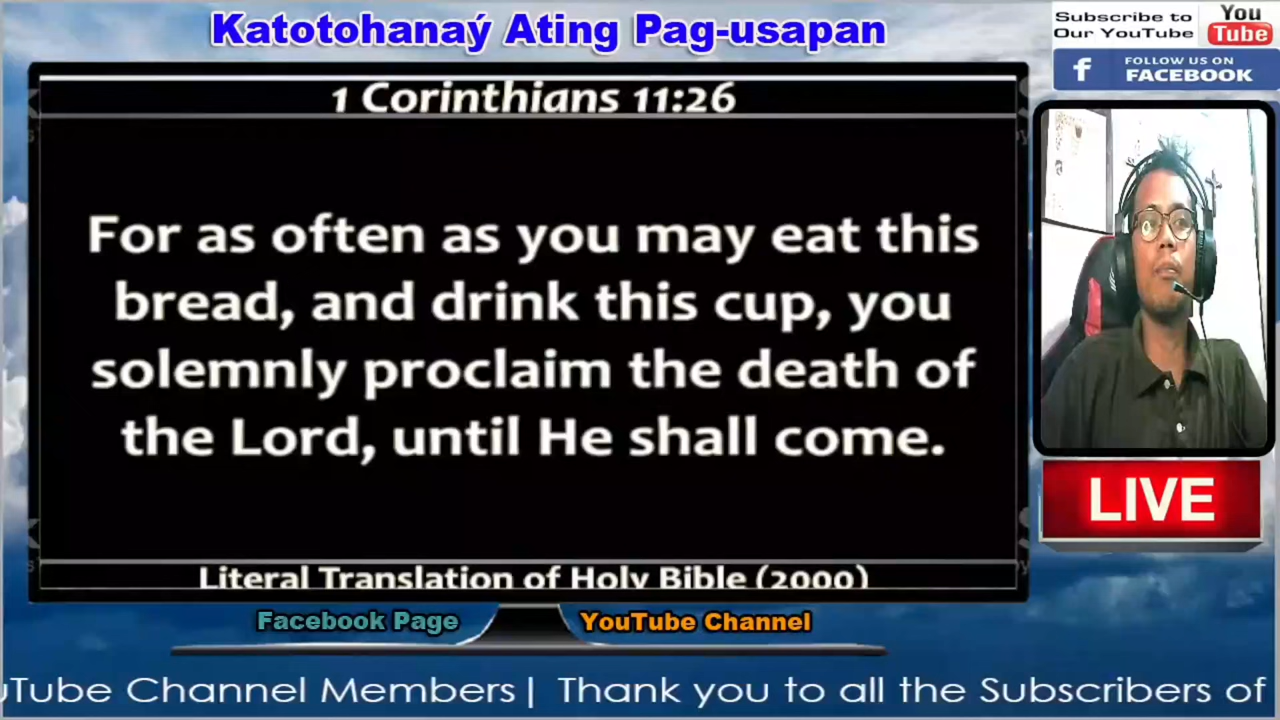 Katotohanaý Ating Pag-usapan
Subscribe to
Our YouTube
You
Tube
f
FOLLOW US ON
FACEBOOK
1 Corinthians 11:26
For as often as you may eat this
bread, and drink this cup, you
solemnly proclaim the death of
the Lord, until He shall come.
Literal Translation of Holy Bible (2000)
LIVE
Facebook Page
YouTube Channel
uTube Channel Members| Thank you to all the Subscribers of